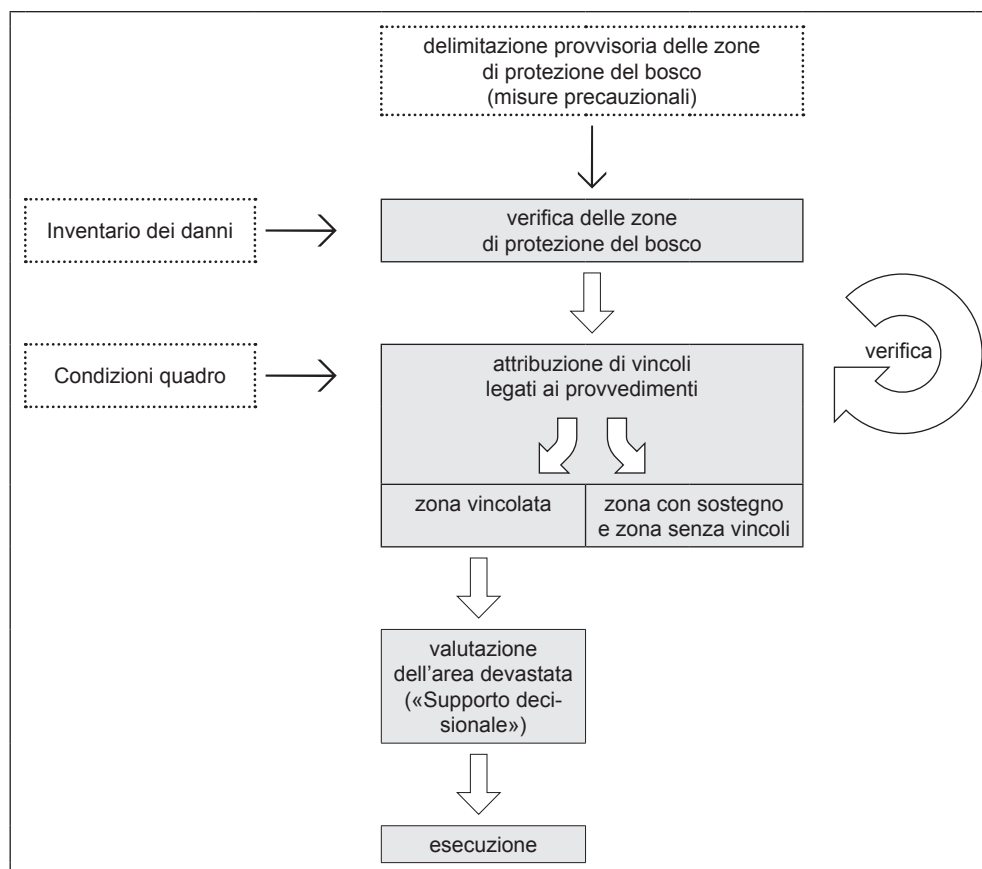 delimitazione provvisoria delle zone
di protezione del bosco
(misure precauzionali)
Inventario dei danni
verifica delle zone
di protezione del bosco
Condizioni quadro
attribuzione di vincoli
legati ai provvedimenti
verifica
zona vincolata
zona con sostegno
e zona senza vincoli
valutazione
dell’area devastata
(«Supporto deci-
sionale»)
esecuzione